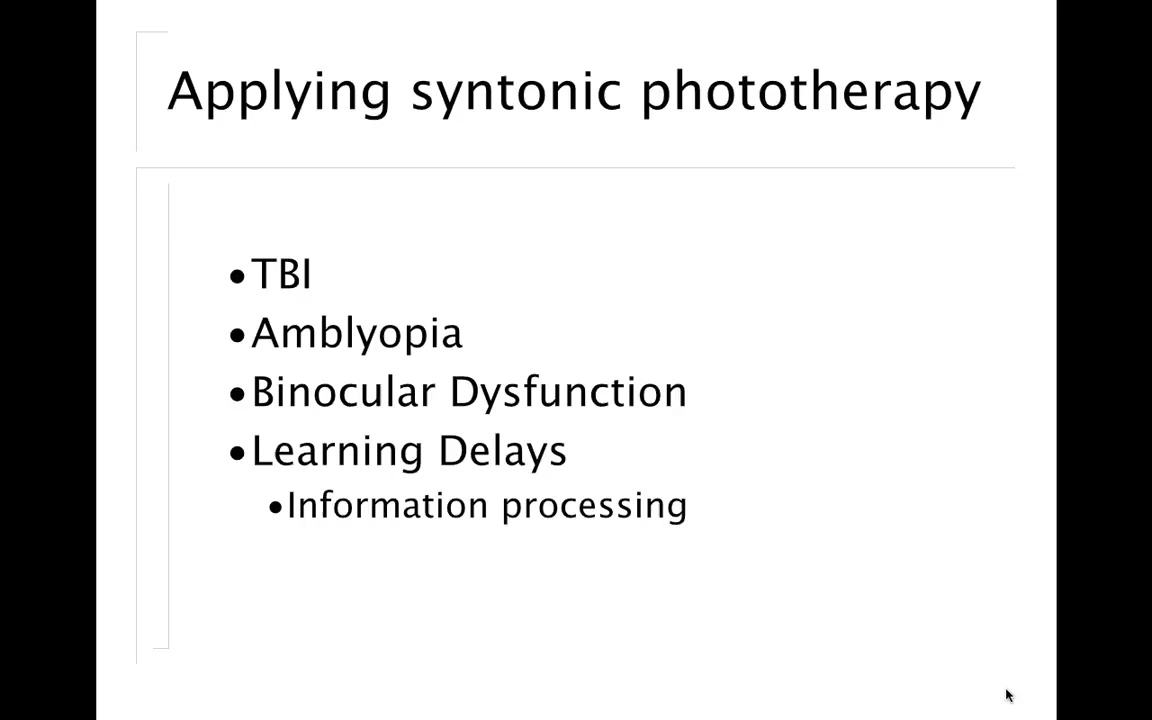 Applying syntonic phototherapy
•TBI
•Amblyopia
•Binocular Dysfunction
•Learning Delays
•Information processing